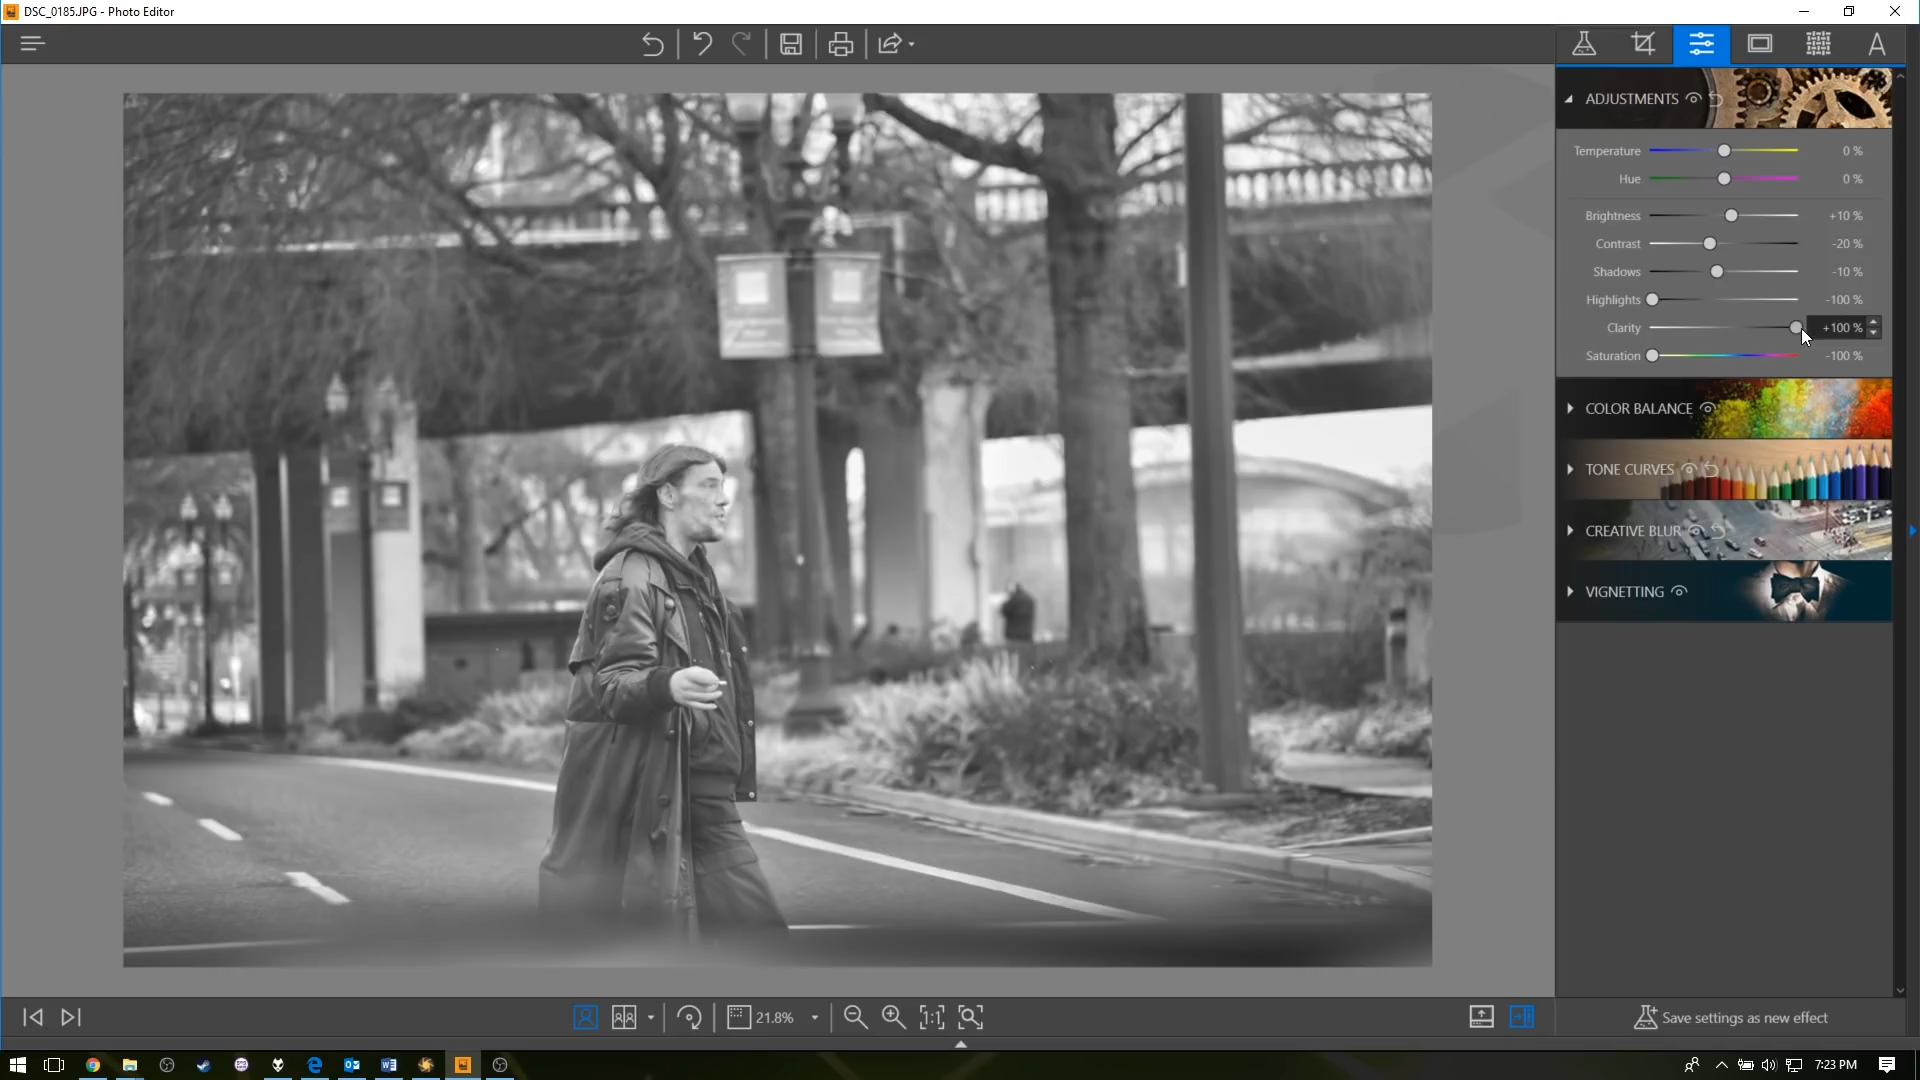 DSC_0185.JPG - Photo Editor
A
ADJUSTMENTS
Temperature 0 %
Hue 0 %
Brightness +10 %
Contrast -20 %
Shadows -10 %
Highlights -100 %
Clarity +100 %
Saturation -100 %
COLOR BALANCE
TONE CURVES
CREATIVE BLUR
VIGNETTING
21.8%
1:1
Save settings as new effect
7:23 PM